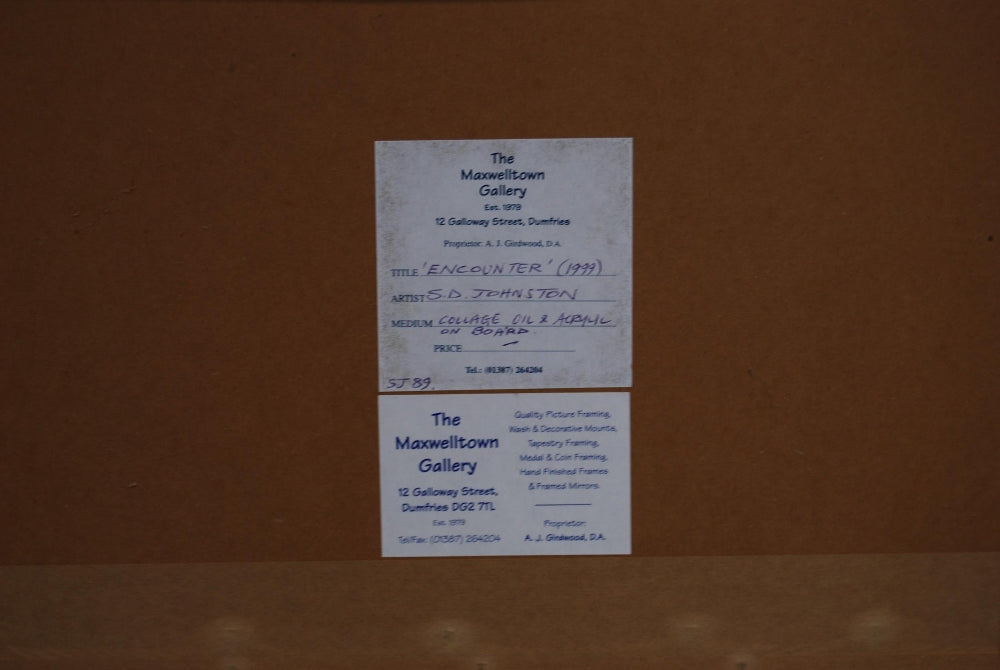 The
Maxwelltown
Gallery
Est. 1979
12 Galloway Street, Dumfries
Proprietor: A. J. Girdwood, D.A.
TITLE 'ENCOUNTER' (1999)
ARTIST S.D. JOHNSTON
MEDIUM COLLAGE OIL & ACRYLIC
ON BOARD.
PRICE —
Tel.: (01387) 264204
SJ 89.
The
Maxwelltown
Gallery
12 Galloway Street,
Dumfries DG2 7TL
Est. 1979
Tel/Fax: (01387) 264204
Quality Picture Framing,
Wash & Decorative Mounts,
Tapestry Framing,
Medal & Coin Framing,
Hand Finished Frames
& Framed Mirrors.
Proprietor:
A. J. Girdwood, D.A.